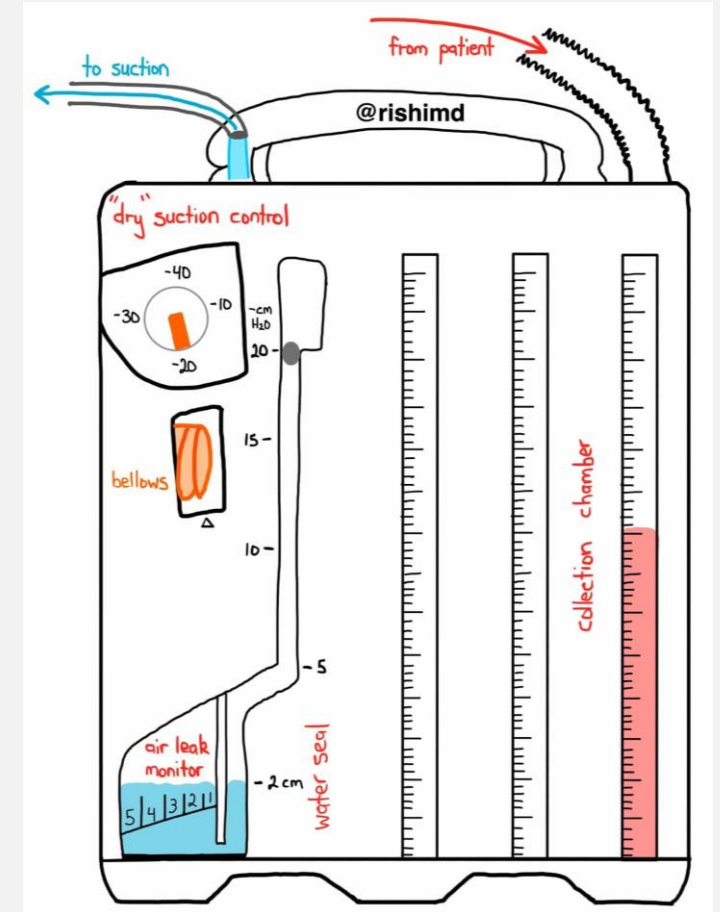 from patient
to suction
@rishimd
"dry" suction control
-40
-30
-10
-20
-cm
H₂O
20-
15-
bellows
10-
collection chamber
-5
air leak
monitor
water seal
-2cm
5|4|3|2|1